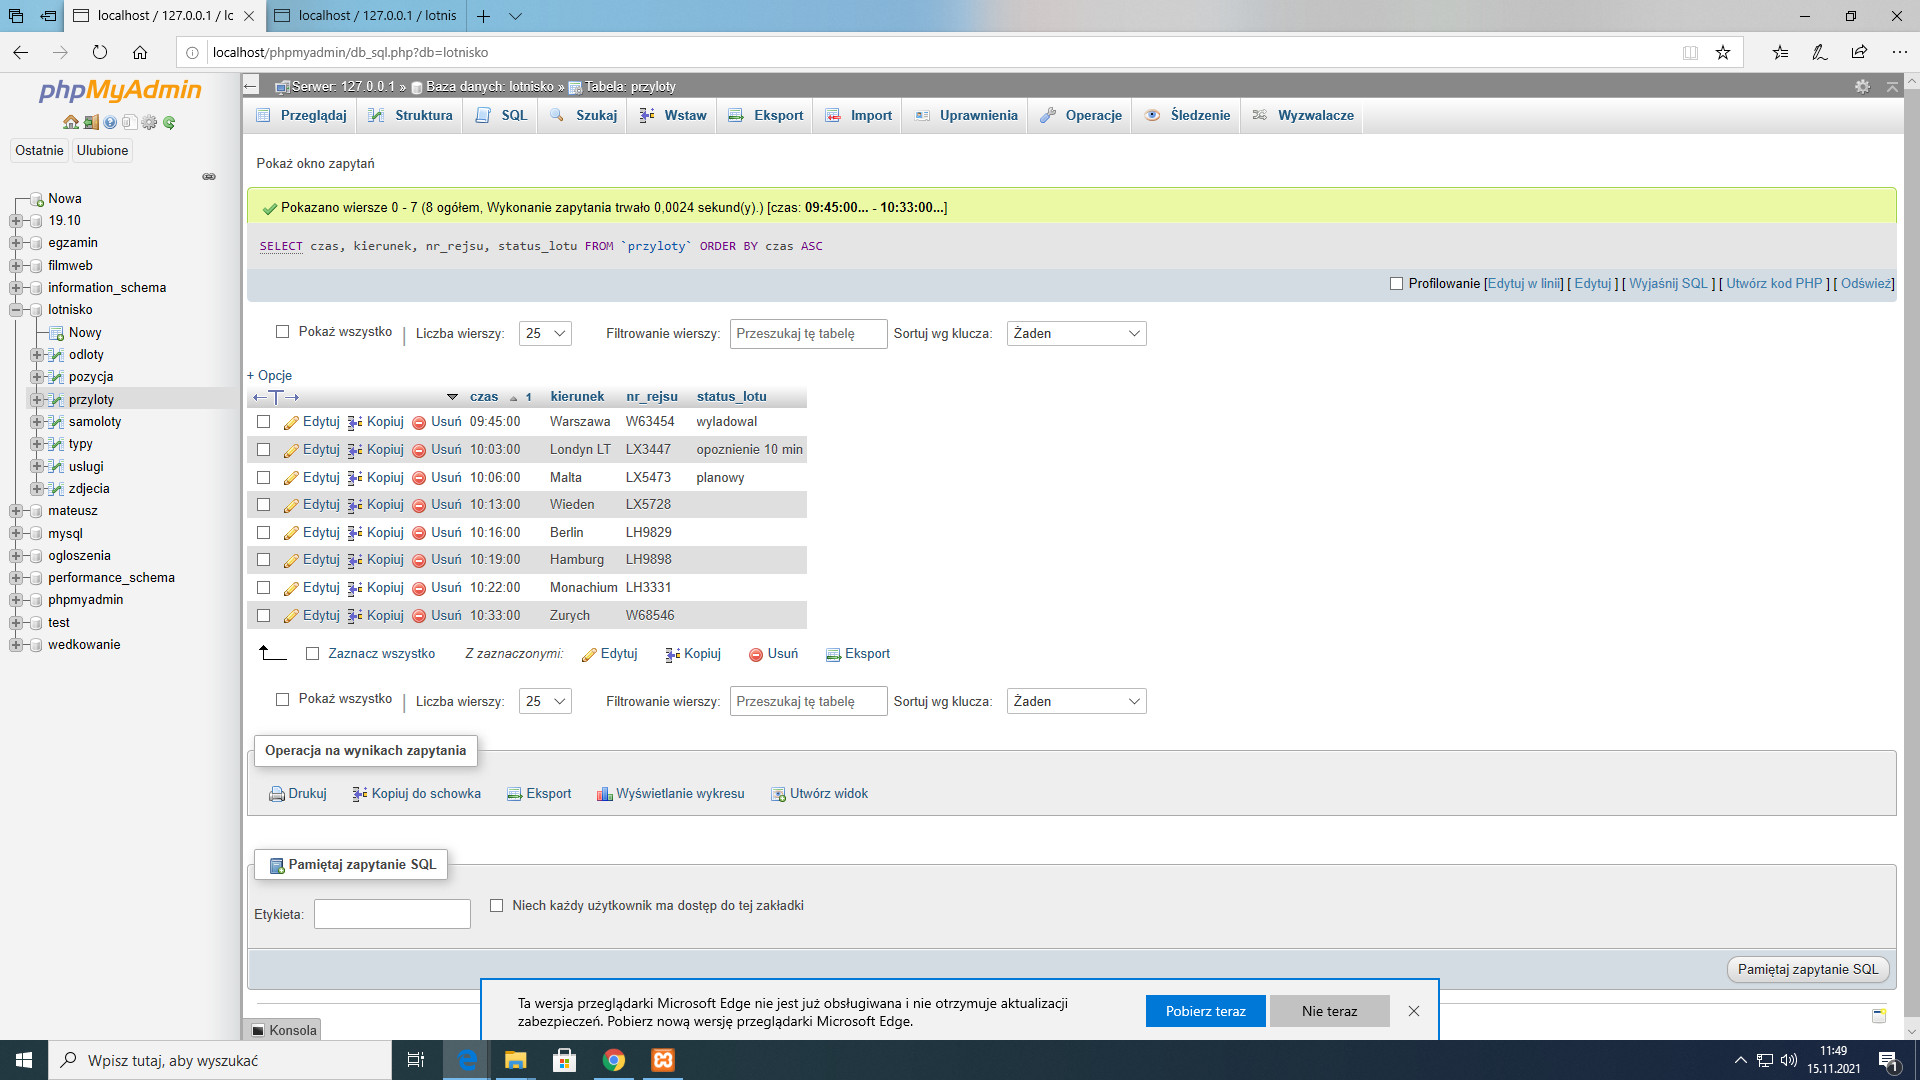 localhost / 127.0.0.1 / lc
localhost / 127.0.0.1 / lotnis
localhost/phpmyadmin/db_sql.php?db=lotnisko
phpMyAdmin
Ostatnie Ulubione
Nowa
19.10
egzamin
filmweb
information_schema
lotnisko
Nowy
odloty
pozycja
przyloty
samoloty
typy
uslugi
zdjecia
mateusz
mysql
ogloszenia
performance_schema
phpmyadmin
test
wedkowanie
Serwer: 127.0.0.1 » Baza danych: lotnisko » Tabela: przyloty
Przeglądaj Struktura SQL Szukaj Wstaw Eksport Import Uprawnienia Operacje Śledzenie Wyzwalacze
Pokaż okno zapytań
Pokazano wiersze 0 - 7 (8 ogółem, Wykonanie zapytania trwało 0,0024 sekund(y).) [czas: 09:45:00... - 10:33:00...]
SELECT czas, kierunek, nr_rejsu, status_lotu FROM `przyloty` ORDER BY czas ASC
Profilowanie [Edytuj w linii] [ Edytuj ] [ Wyjaśnij SQL ] [ Utwórz kod PHP ] [ Odśwież]
Pokaż wszystko | Liczba wierszy: 25 Filtrowanie wierszy: Przeszukaj tę tabelę Sortuj wg klucza: Żaden
+ Opcje
←T→ czas 1 kierunek nr_rejsu status_lotu
Edytuj Kopiuj Usuń 09:45:00 Warszawa W63454 wyladowal
Edytuj Kopiuj Usuń 10:03:00 Londyn LT LX3447 opoznienie 10 min
Edytuj Kopiuj Usuń 10:06:00 Malta LX5473 planowy
Edytuj Kopiuj Usuń 10:13:00 Wieden LX5728
Edytuj Kopiuj Usuń 10:16:00 Berlin LH9829
Edytuj Kopiuj Usuń 10:19:00 Hamburg LH9898
Edytuj Kopiuj Usuń 10:22:00 Monachium LH3331
Edytuj Kopiuj Usuń 10:33:00 Zurych W68546
Zaznacz wszystko Z zaznaczonymi: Edytuj Kopiuj Usuń Eksport
Pokaż wszystko | Liczba wierszy: 25 Filtrowanie wierszy: Przeszukaj tę tabelę Sortuj wg klucza: Żaden
Operacja na wynikach zapytania
Drukuj Kopiuj do schowka Eksport Wyświetlanie wykresu Utwórz widok
Pamiętaj zapytanie SQL
Etykieta: Niech każdy użytkownik ma dostęp do tej zakładki
Pamiętaj zapytanie SQL
Ta wersja przeglądarki Microsoft Edge nie jest już obsługiwana i nie otrzymuje aktualizacji
zabezpieczeń. Pobierz nową wersję przeglądarki Microsoft Edge.
Pobierz teraz Nie teraz
Konsola
Wpisz tutaj, aby wyszukać
11:49
15.11.2021
1